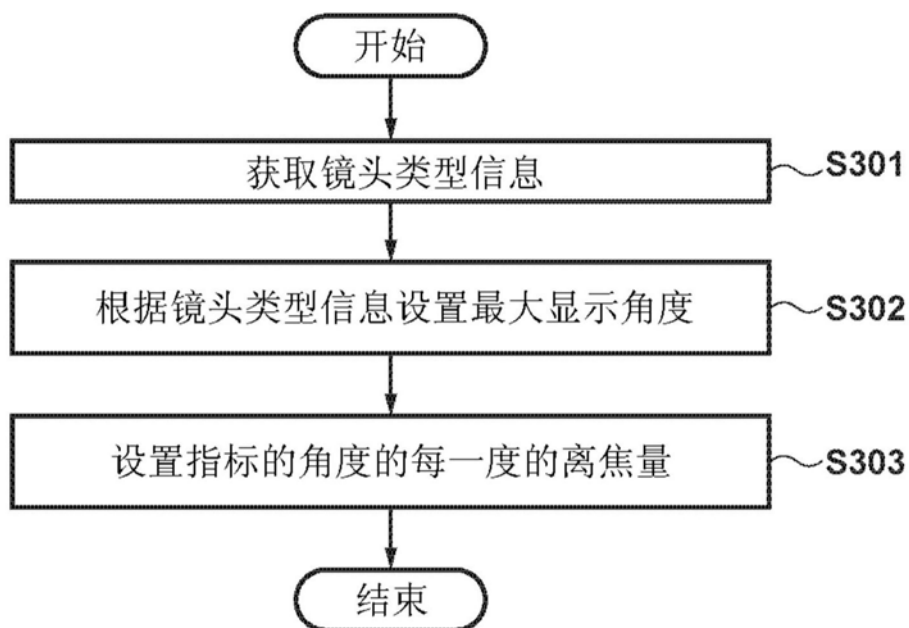 开始
获取镜头类型信息
S301
根据镜头类型信息设置最大显示角度
S302
设置指标的角度的每一度的离焦量
S303
结束